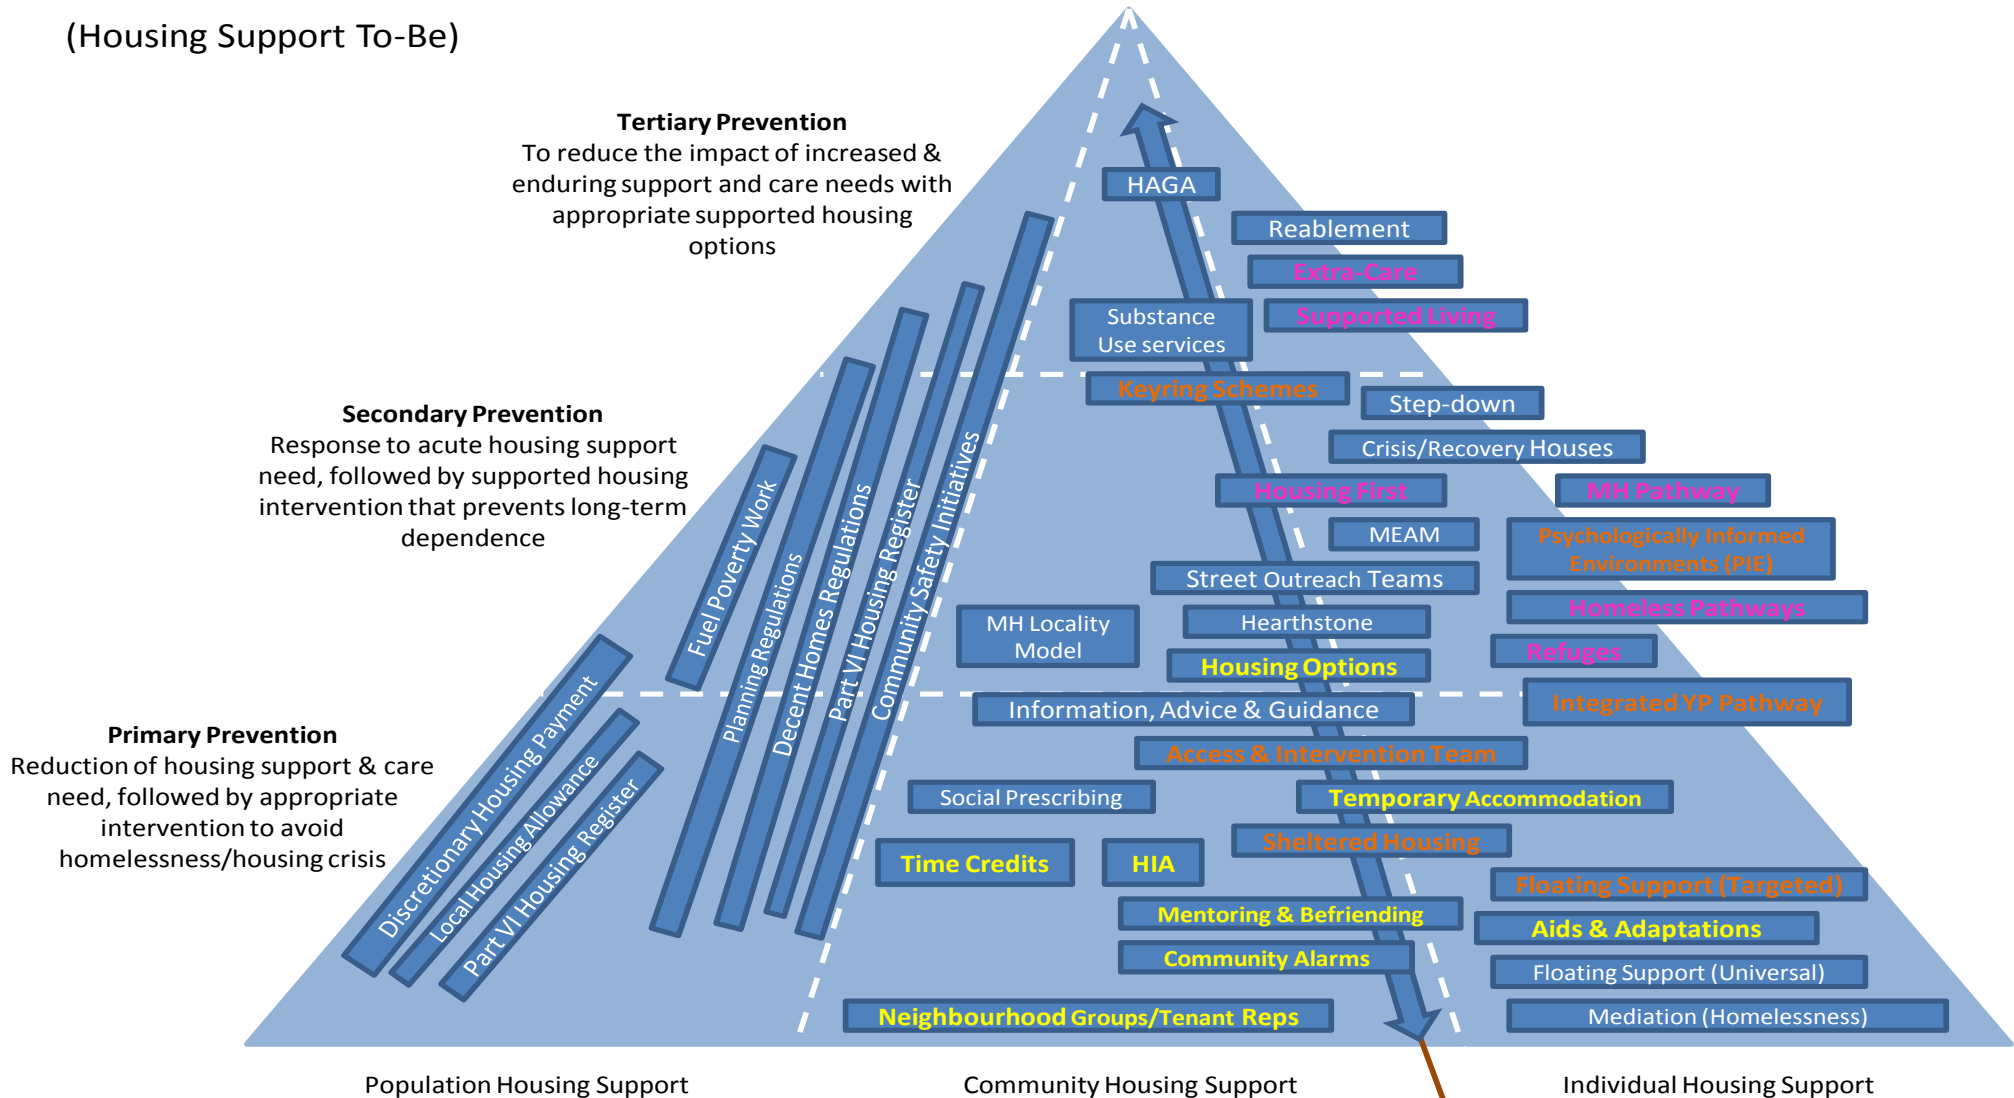 (Housing Support To-Be)
Tertiary Prevention
To reduce the impact of increased &
enduring support and care needs with
appropriate supported housing
options
Secondary Prevention
Response to acute housing support
need, followed by supported housing
intervention that prevents long-term
dependence
Primary Prevention
Reduction of housing support & care
need, followed by appropriate
intervention to avoid
homelessness/housing crisis
Discretionary Housing Payment
Local Housing Allowance
Part VI Housing Register
Fuel Poverty Work
Planning Regulations
Decent Homes Regulations
Part VI Housing Register
Community Safety Initiatives
HAGA
Reablement
Extra-Care
Substance
Use services
Supported Living
Keyring Schemes
Step-down
Crisis/Recovery Houses
Housing First
MH Pathway
MEAM
Psychologically Informed
Environments (PIE)
Street Outreach Teams
MH Locality
Model
Hearthstone
Homeless Pathways
Housing Options
Refuges
Information, Advice & Guidance
Integrated YP Pathway
Access & Intervention Team
Social Prescribing
Temporary Accommodation
Sheltered Housing
Time Credits
HIA
Floating Support (Targeted)
Mentoring & Befriending
Aids & Adaptations
Community Alarms
Floating Support (Universal)
Neighbourhood Groups/Tenant Reps
Mediation (Homelessness)
Population Housing Support
Community Housing Support
Individual Housing Support